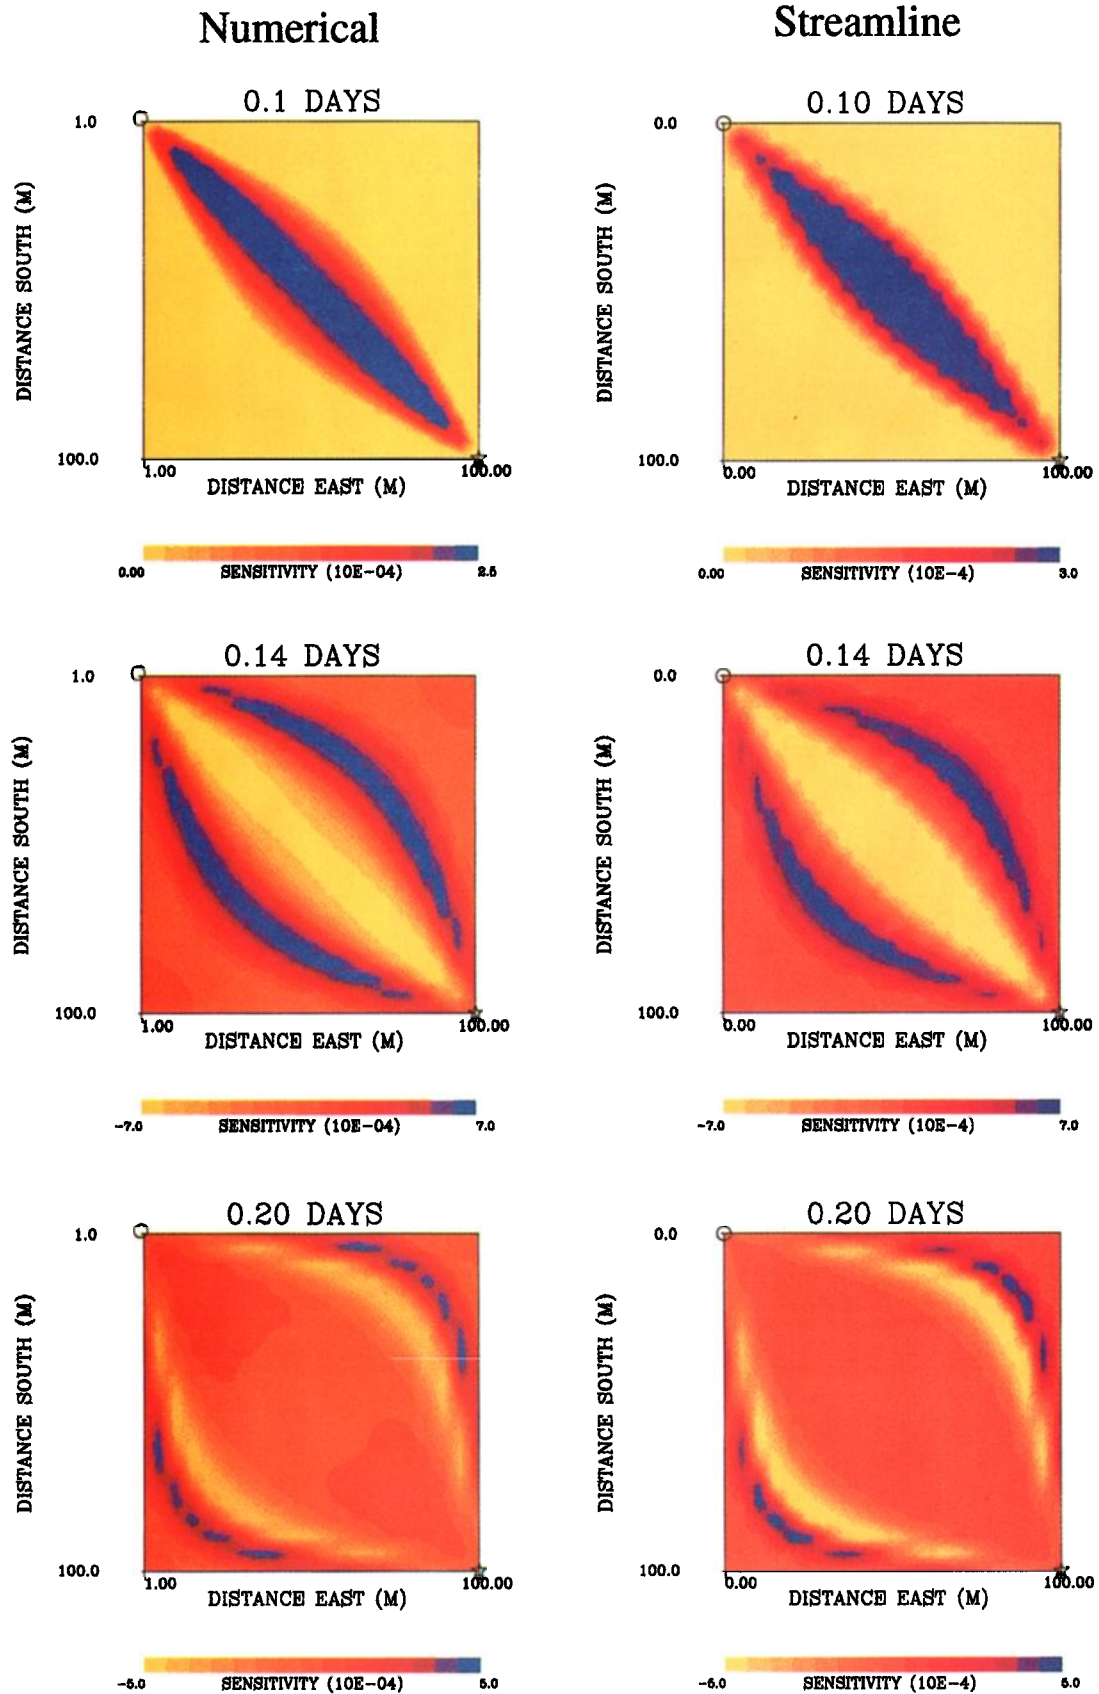 Numerical
Streamline
0.1 DAYS
0.10 DAYS
1.0
0.0
DISTANCE SOUTH (M)
DISTANCE SOUTH (M)
100.0
100.0
1.00 100.00
0.00 100.00
DISTANCE EAST (M)
DISTANCE EAST (M)
0.00 SENSITIVITY (10E-04) 2.5
0.00 SENSITIVITY (10E-4) 3.0
0.14 DAYS
0.14 DAYS
1.0
0.0
DISTANCE SOUTH (M)
DISTANCE SOUTH (M)
100.0
100.0
1.00 100.00
0.00 100.00
DISTANCE EAST (M)
DISTANCE EAST (M)
-7.0 SENSITIVITY (10E-04) 7.0
-7.0 SENSITIVITY (10E-4) 7.0
0.20 DAYS
0.20 DAYS
1.0
0.0
DISTANCE SOUTH (M)
DISTANCE SOUTH (M)
100.0
100.0
1.00 100.00
0.00 100.00
DISTANCE EAST (M)
DISTANCE EAST (M)
-5.0 SENSITIVITY (10E-04) 5.0
SENSITIVITY (10E-4) 5.0